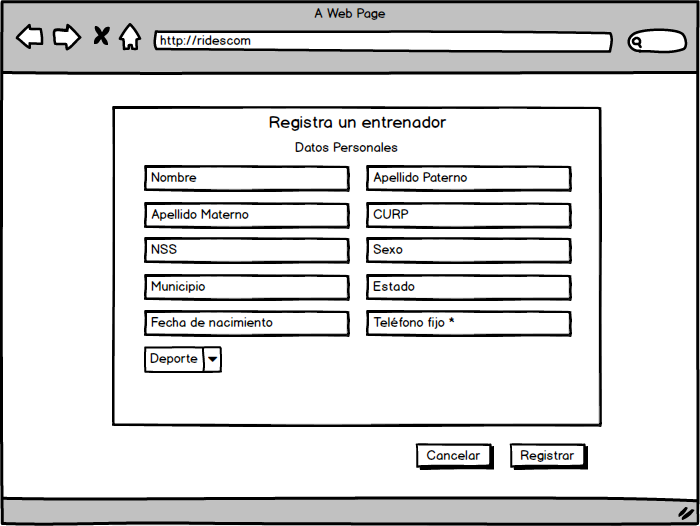 A Web Page
http://ridescom
Registra un entrenador
Datos Personales
Nombre
Apellido Paterno
Apellido Materno
CURP
NSS
Sexo
Municipio
Estado
Fecha de nacimiento
Teléfono fijo *
Deporte
Cancelar
Registrar